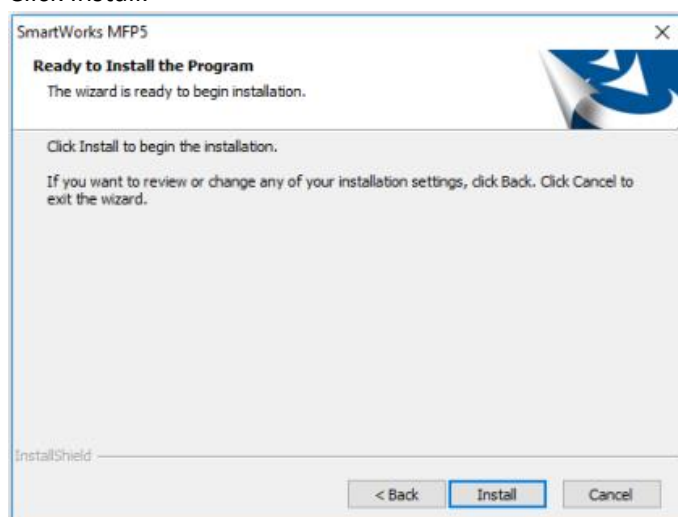 SmartWorks MFP5
Ready to Install the Program
The wizard is ready to begin installation.
Click Install to begin the installation.
If you want to review or change any of your installation settings, click Back. Click Cancel to
exit the wizard.
InstallShield
< Back Install Cancel